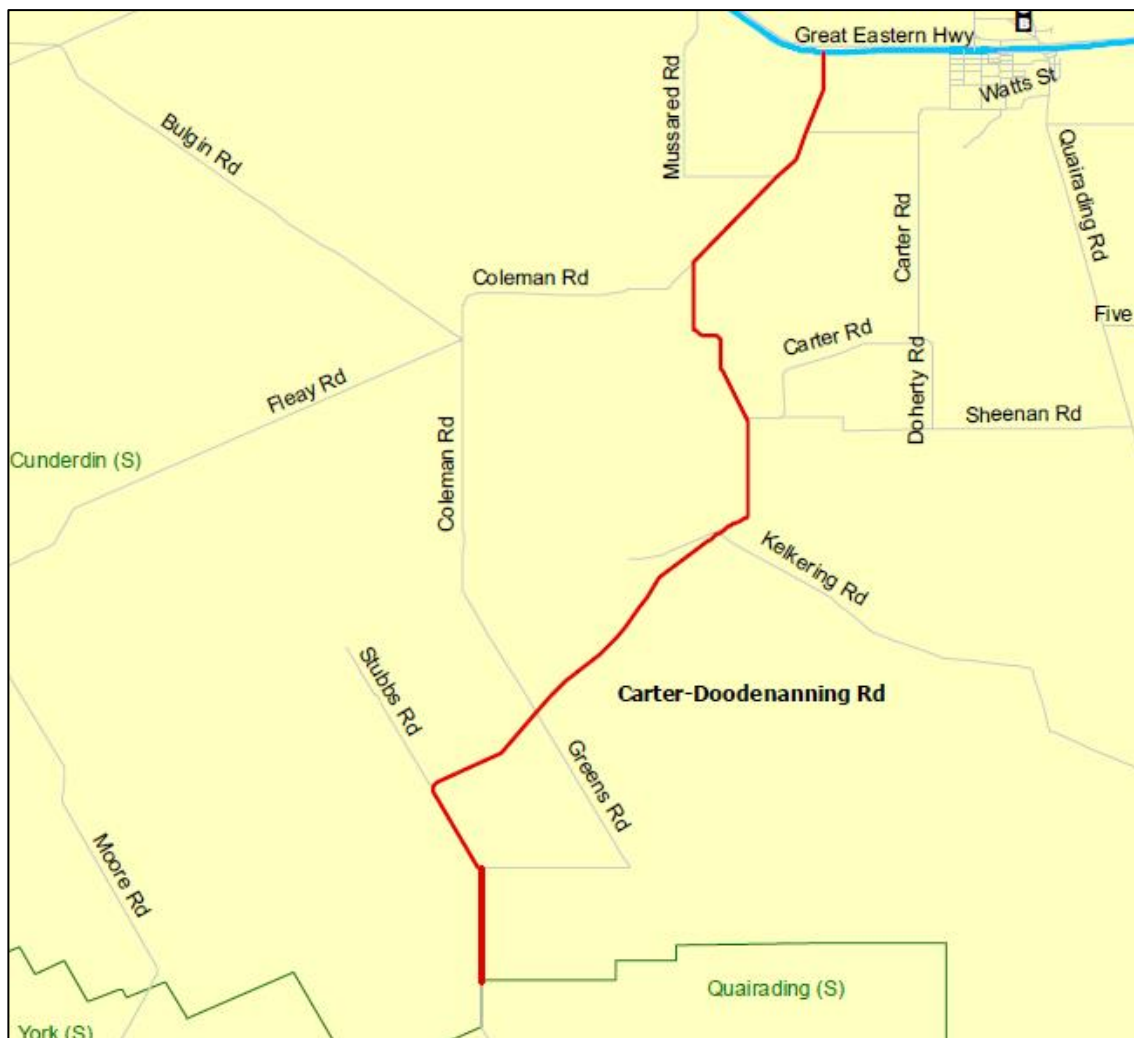 Great Eastern Hwy
Watts St
Mussared Rd
Bulgin Rd
Quairading Rd
Carter Rd
Coleman Rd
Five
Carter Rd
Doherty Rd
Fleay Rd
Sheenan Rd
Coleman Rd
Cunderdin (S)
Kelkering Rd
Stubbs Rd
Carter-Doodenanning Rd
Greens Rd
Moore Rd
Quairading (S)
York (S)